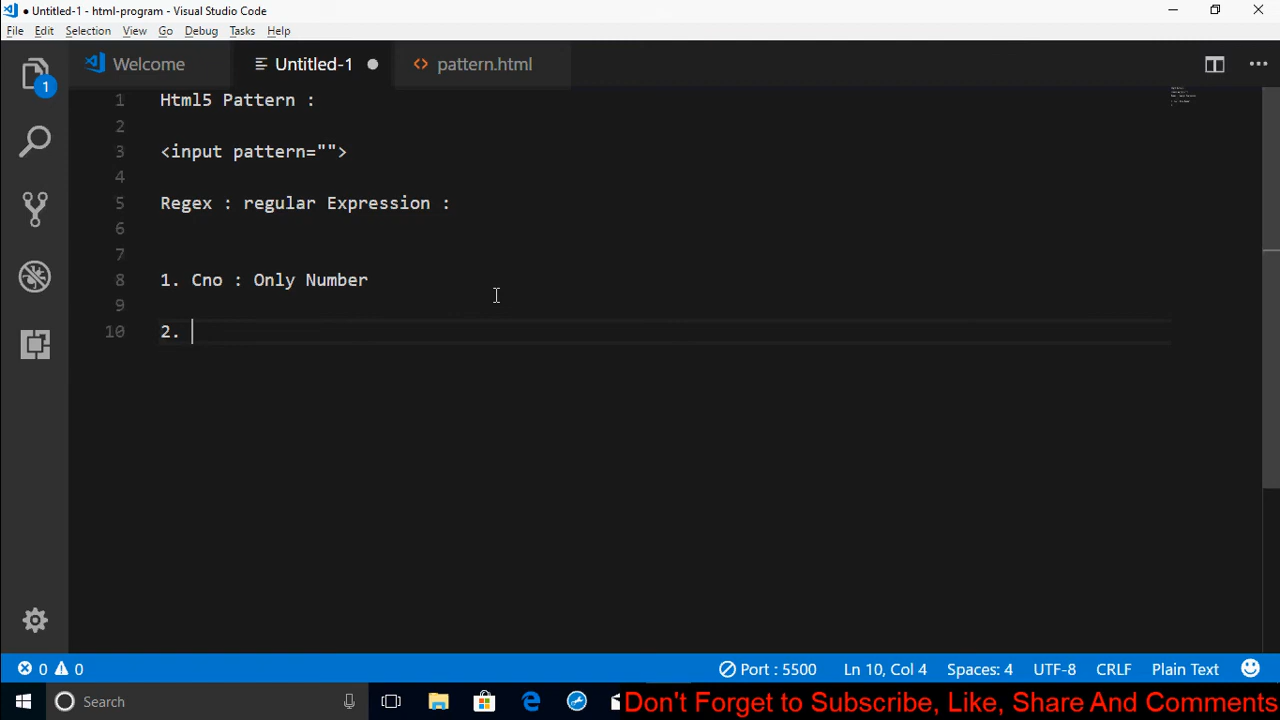 ● Untitled-1 - html-program - Visual Studio Code
File Edit Selection View Go Debug Tasks Help
Welcome Untitled-1 ● pattern.html
1 Html5 Pattern :
2
3 <input pattern="">
4
5 Regex : regular Expression :
6
7
8 1. Cno : Only Number
9
10 2.
1
0 0 Port : 5500 Ln 10, Col 4 Spaces: 4 UTF-8 CRLF Plain Text
Search Don't Forget to Subscribe, Like, Share And Comments